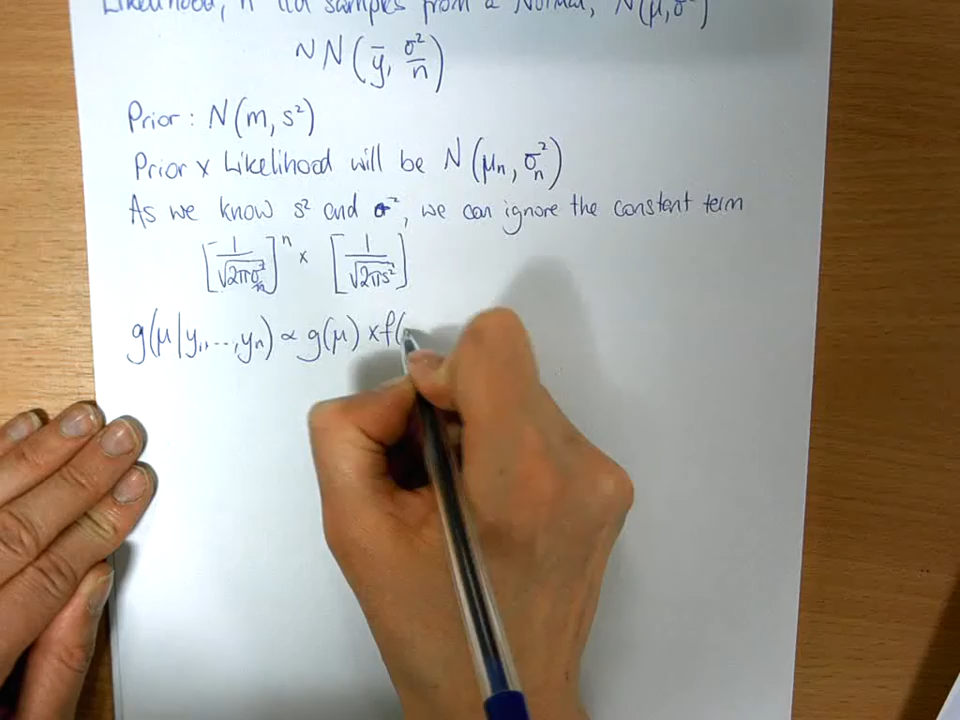 Likelihood, n iid samples from a Normal, N(μ,σ²)
~N(ȳ, σ²/n)
Prior: N(m, s²)
Prior x Likelihood will be N(μn, σn²)
As we know s² and σ², we can ignore the constant term
[1/√2πσ²/n]ⁿ x [1/√2πs²]
g(μ|y₁,...,yn) ∝ g(μ) x f(